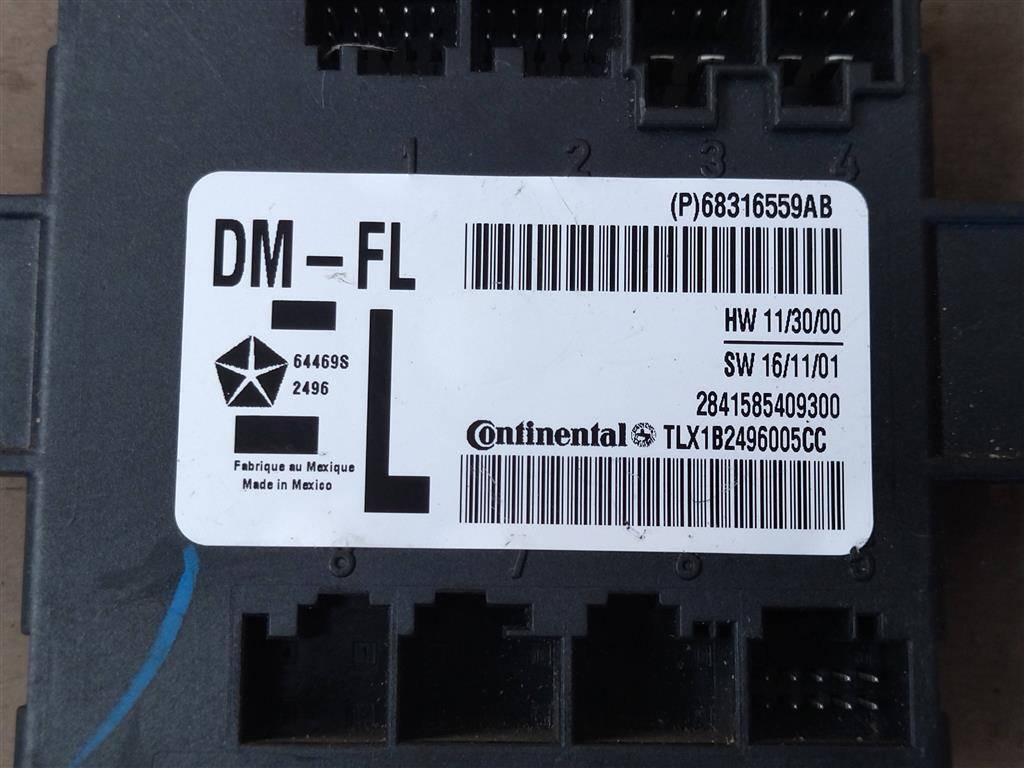 1 2 3 4
(P)68316559AB
DM-FL
HW 11/30/00
SW 16/11/01
64469S
2496
L
2841585409300
Continental TLX1B2496005CC
Fabrique au Mexique
Made in Mexico
8 7 6 5